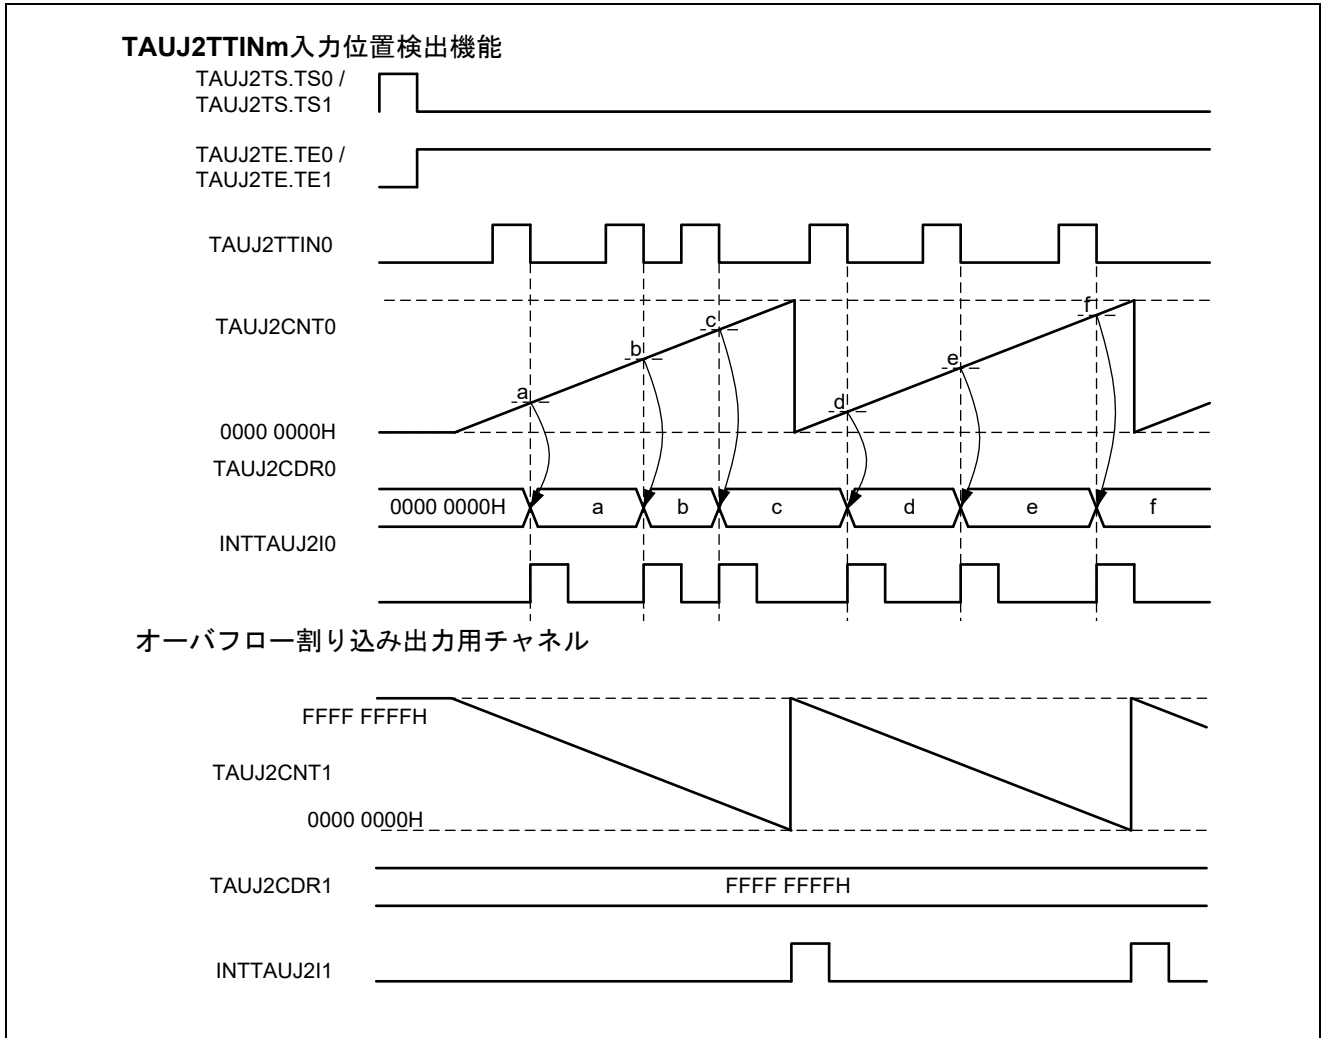 TAUJ2TTINm入力位置検出機能
TAUJ2TS.TS0 /
TAUJ2TS.TS1
TAUJ2TE.TE0 /
TAUJ2TE.TE1
TAUJ2TTIN0
TAUJ2CNT0
a
b
c
d
e
f
0000 0000H
TAUJ2CDR0
0000 0000H
a
b
c
d
e
f
INTTAUJ2I0
オーバフロー割り込み出力用チャネル
FFFF FFFFH
TAUJ2CNT1
0000 0000H
TAUJ2CDR1
FFFF FFFFH
INTTAUJ2I1